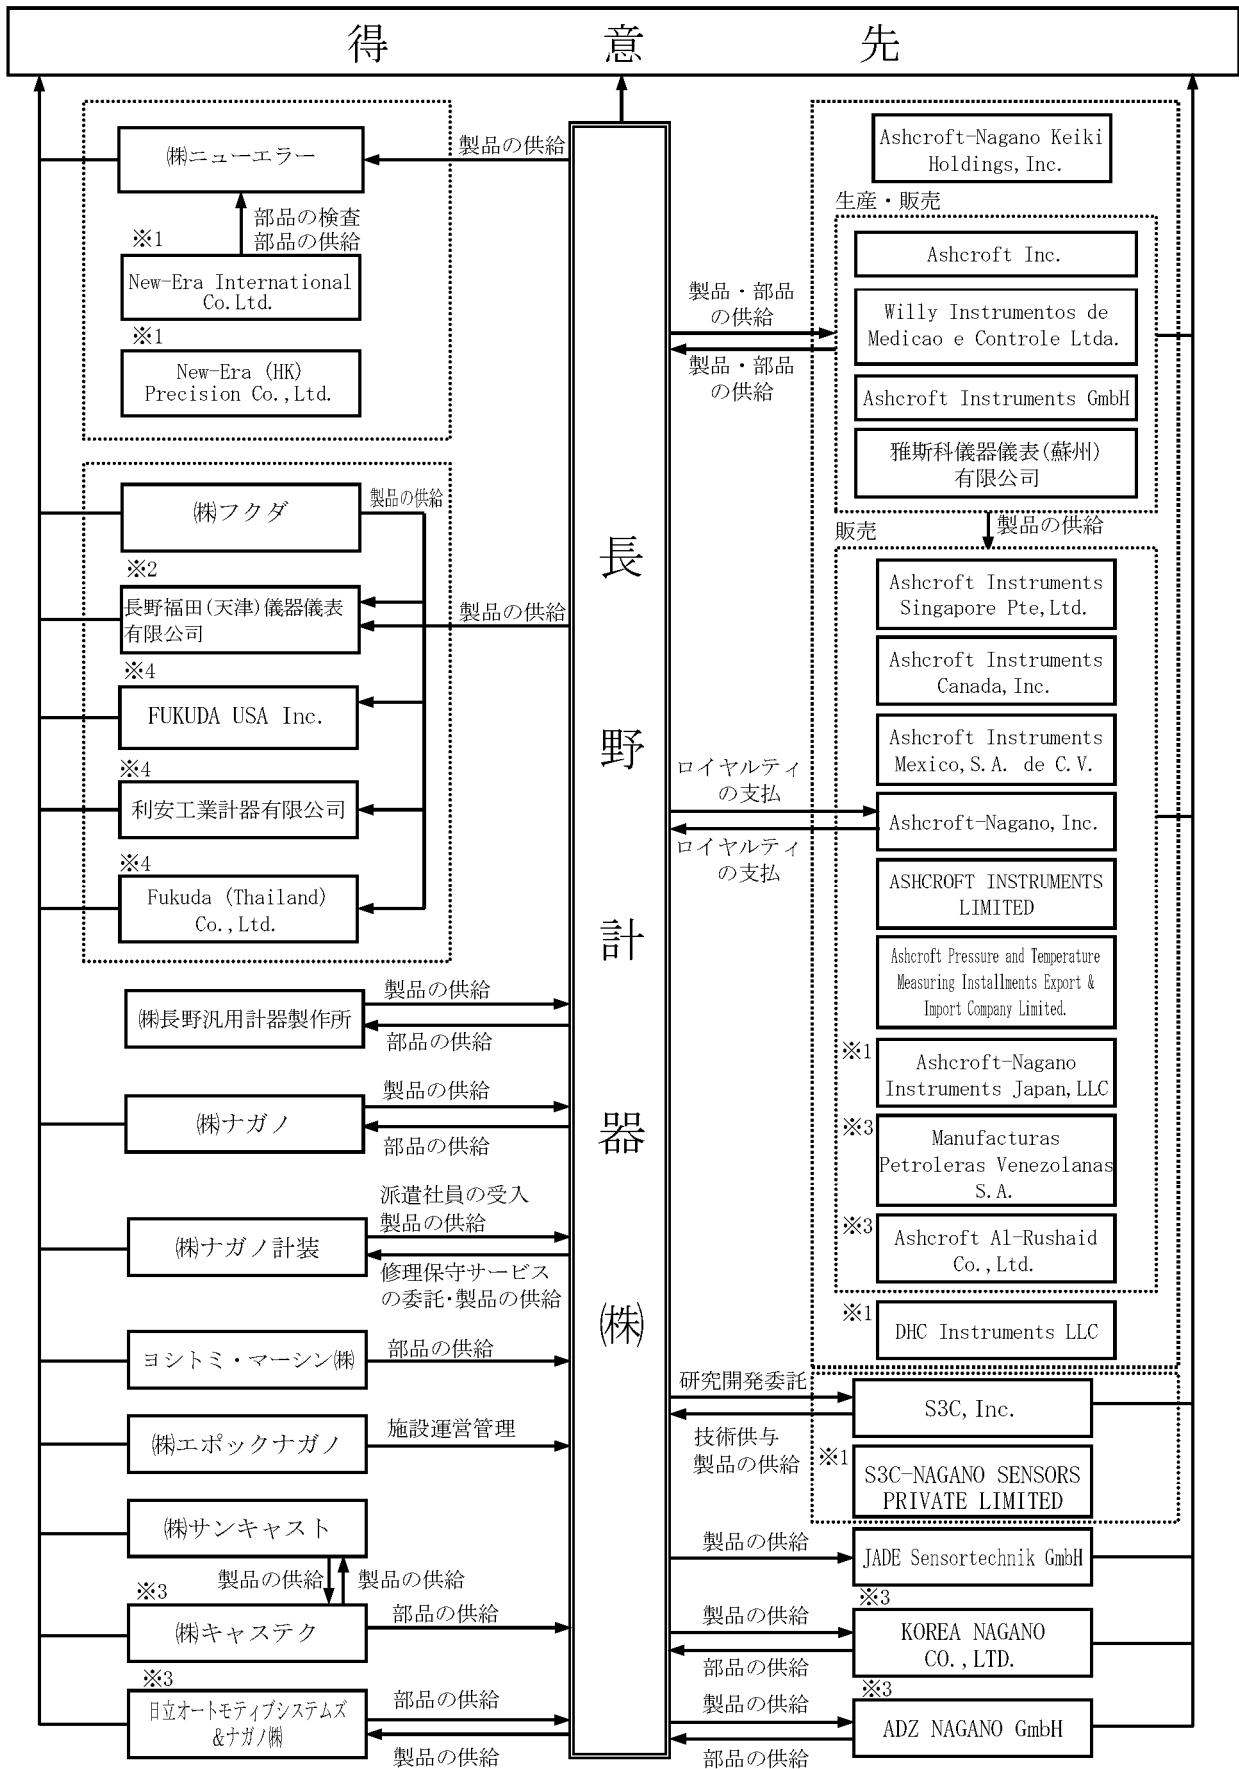 得意先
㈱ニューエラー
製品の供給
部品の検査
部品の供給
※1
New-Era International
Co.Ltd.
※1
New-Era (HK)
Precision Co.,Ltd.
㈱フクダ
製品の供給
※2
長野福田(天津)儀器儀表
有限公司
製品の供給
※4
FUKUDA USA Inc.
※4
利安工業計器有限公司
※4
Fukuda (Thailand)
Co.,Ltd.
㈱長野汎用計器製作所
製品の供給
部品の供給
㈱ナガノ
製品の供給
部品の供給
㈱ナガノ計装
派遣社員の受入
製品の供給
修理保守サービス
の委託・製品の供給
ヨシトミ・マーシン㈱
部品の供給
㈱エポックナガノ
施設運営管理
㈱サンキャスト
製品の供給
製品の供給
※3
㈱キャステク
部品の供給
※3
日立オートモティブシステムズ
&ナガノ㈱
部品の供給
製品の供給
長野計器㈱
Ashcroft-Nagano Keiki
Holdings,Inc.
生産・販売
Ashcroft Inc.
Willy Instrumentos de
Medicao e Controle Ltda.
Ashcroft Instruments GmbH
雅斯科儀器儀表(蘇州)
有限公司
製品・部品
の供給
製品・部品
の供給
製品の供給
販売
Ashcroft Instruments
Singapore Pte,Ltd.
Ashcroft Instruments
Canada,Inc.
Ashcroft Instruments
Mexico,S.A. de C.V.
ロイヤルティ
の支払
Ashcroft-Nagano,Inc.
ロイヤルティ
の支払
ASHCROFT INSTRUMENTS
LIMITED
Ashcroft Pressure and Temperature
Measuring Installments Export &
Import Company Limited.
※1
Ashcroft-Nagano
Instruments Japan,LLC
※3
Manufacturas
Petroleras Venezolanas
S.A.
※3
Ashcroft Al-Rushaid
Co.,Ltd.
※1
DHC Instruments LLC
研究開発委託
S3C,Inc.
技術供与
製品の供給
※1
S3C-NAGANO SENSORS
PRIVATE LIMITED
製品の供給
JADE Sensortechnik GmbH
※3
製品の供給
KOREA NAGANO
CO.,LTD.
部品の供給
※3
製品の供給
ADZ NAGANO GmbH
部品の供給